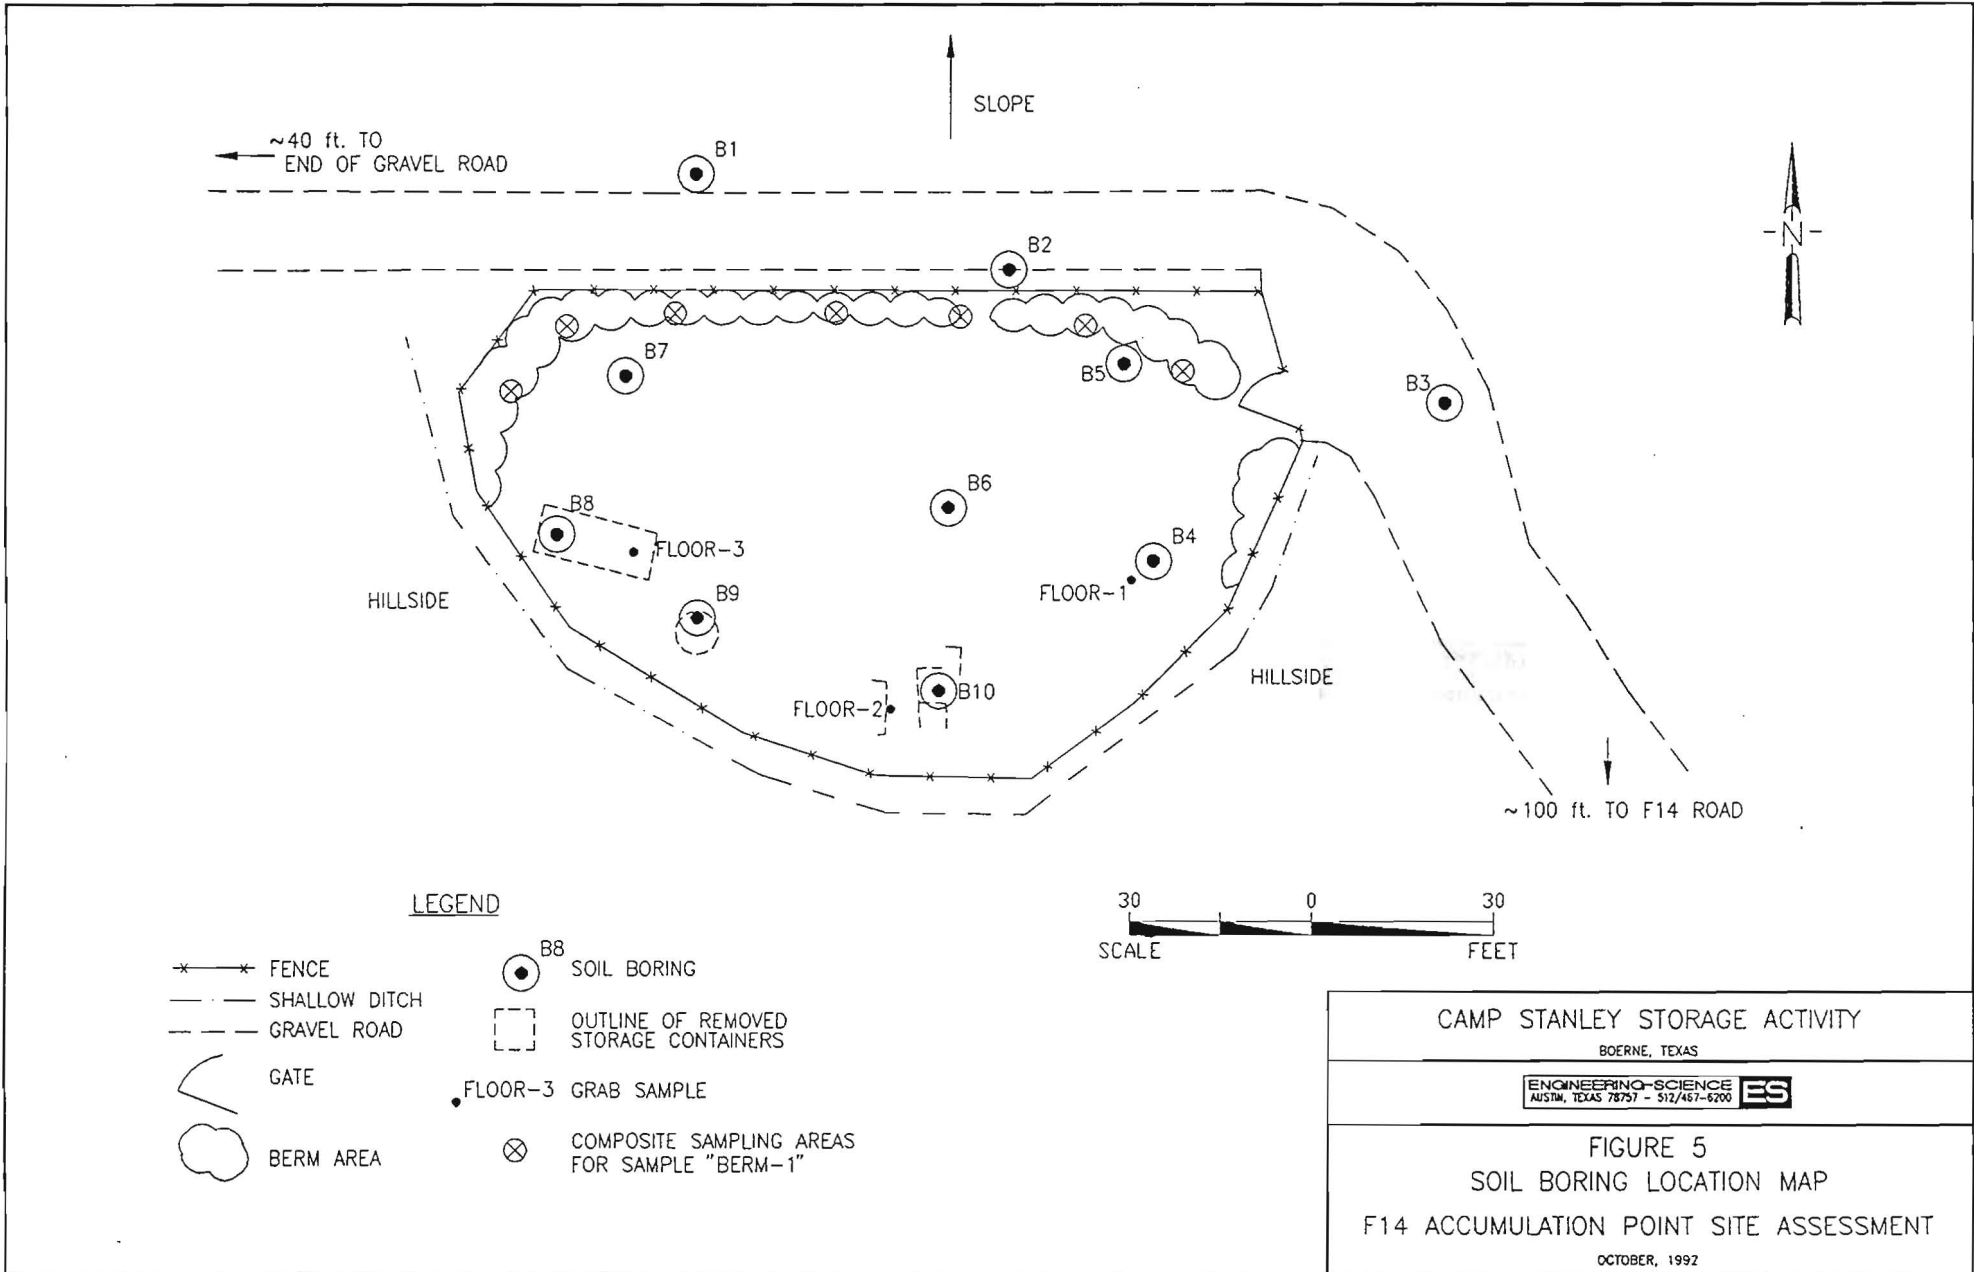 SLOPE
~40 ft. TO
END OF GRAVEL ROAD
B1
N
B2
B7
B5
B3
B6
B8
FLOOR-3
B4
FLOOR-1
HILLSIDE
B9
HILLSIDE
B10
FLOOR-2
~100 ft. TO F14 ROAD
LEGEND
FENCE
SHALLOW DITCH
GRAVEL ROAD
GATE
BERM AREA
B8
SOIL BORING
OUTLINE OF REMOVED
STORAGE CONTAINERS
FLOOR-3 GRAB SAMPLE
COMPOSITE SAMPLING AREAS
FOR SAMPLE "BERM-1"
30 0 30
SCALE FEET
CAMP STANLEY STORAGE ACTIVITY
BOERNE, TEXAS
ENGINEERING-SCIENCE ES
AUSTIN, TEXAS 78757 - 512/467-6200
FIGURE 5
SOIL BORING LOCATION MAP
F14 ACCUMULATION POINT SITE ASSESSMENT
OCTOBER, 1992